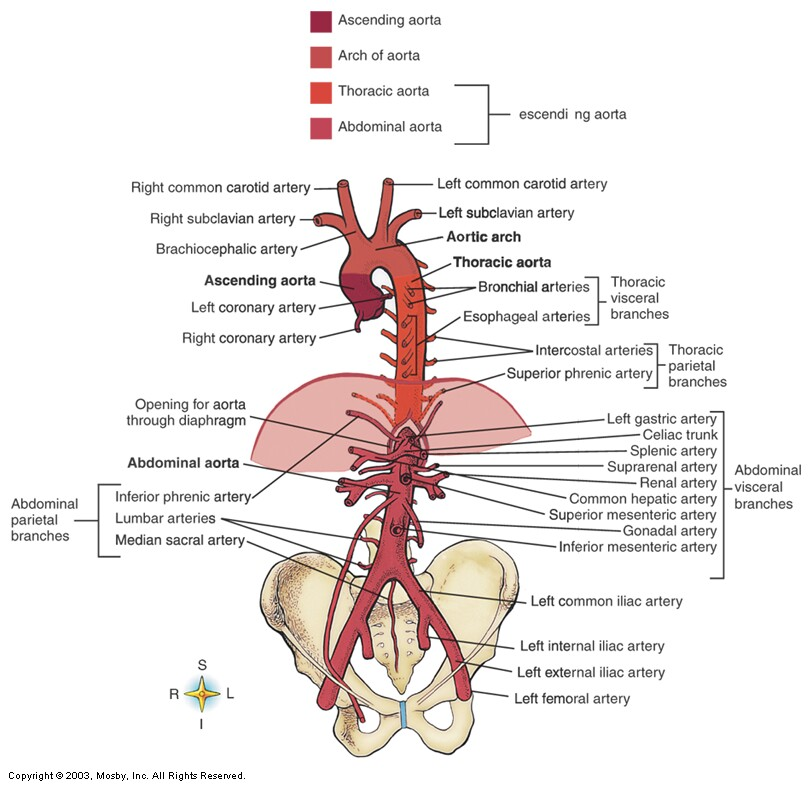 Ascending aorta
Arch of aorta
Thoracic aorta
Abdominal aorta
escendi ng aorta
Right common carotid artery
Left common carotid artery
Right subclavian artery
Left subclavian artery
Brachiocephalic artery
Aortic arch
Thoracic aorta
Ascending aorta
Bronchial arteries
Thoracic
visceral
branches
Left coronary artery
Esophageal arteries
Right coronary artery
Intercostal arteries
Superior phrenic artery
Thoracic
parietal
branches
Opening for aorta
through diaphragm
Abdominal aorta
Left gastric artery
Celiac trunk
Splenic artery
Suprarenal artery
Renal artery
Common hepatic artery
Superior mesenteric artery
Gonadal artery
Inferior mesenteric artery
Abdominal
visceral
branches
Abdominal
parietal
branches
Inferior phrenic artery
Lumbar arteries
Median sacral artery
Left common iliac artery
Left internal iliac artery
Left external iliac artery
Left femoral artery
S
R L
I
Copyright © 2003, Mosby, Inc. All Rights Reserved.